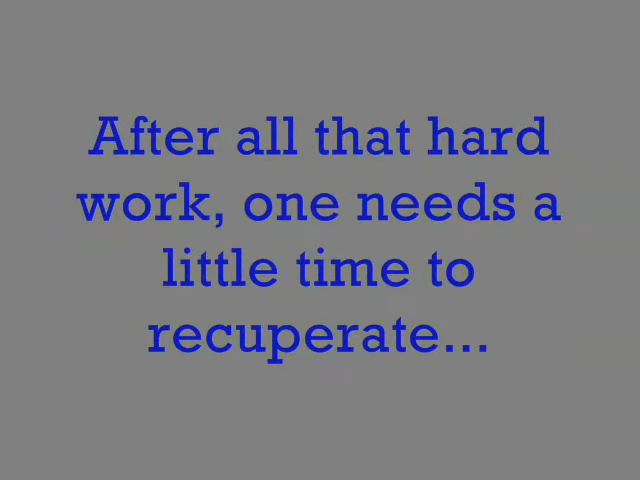 After all that hard
work, one needs a
little time to
recuperate...